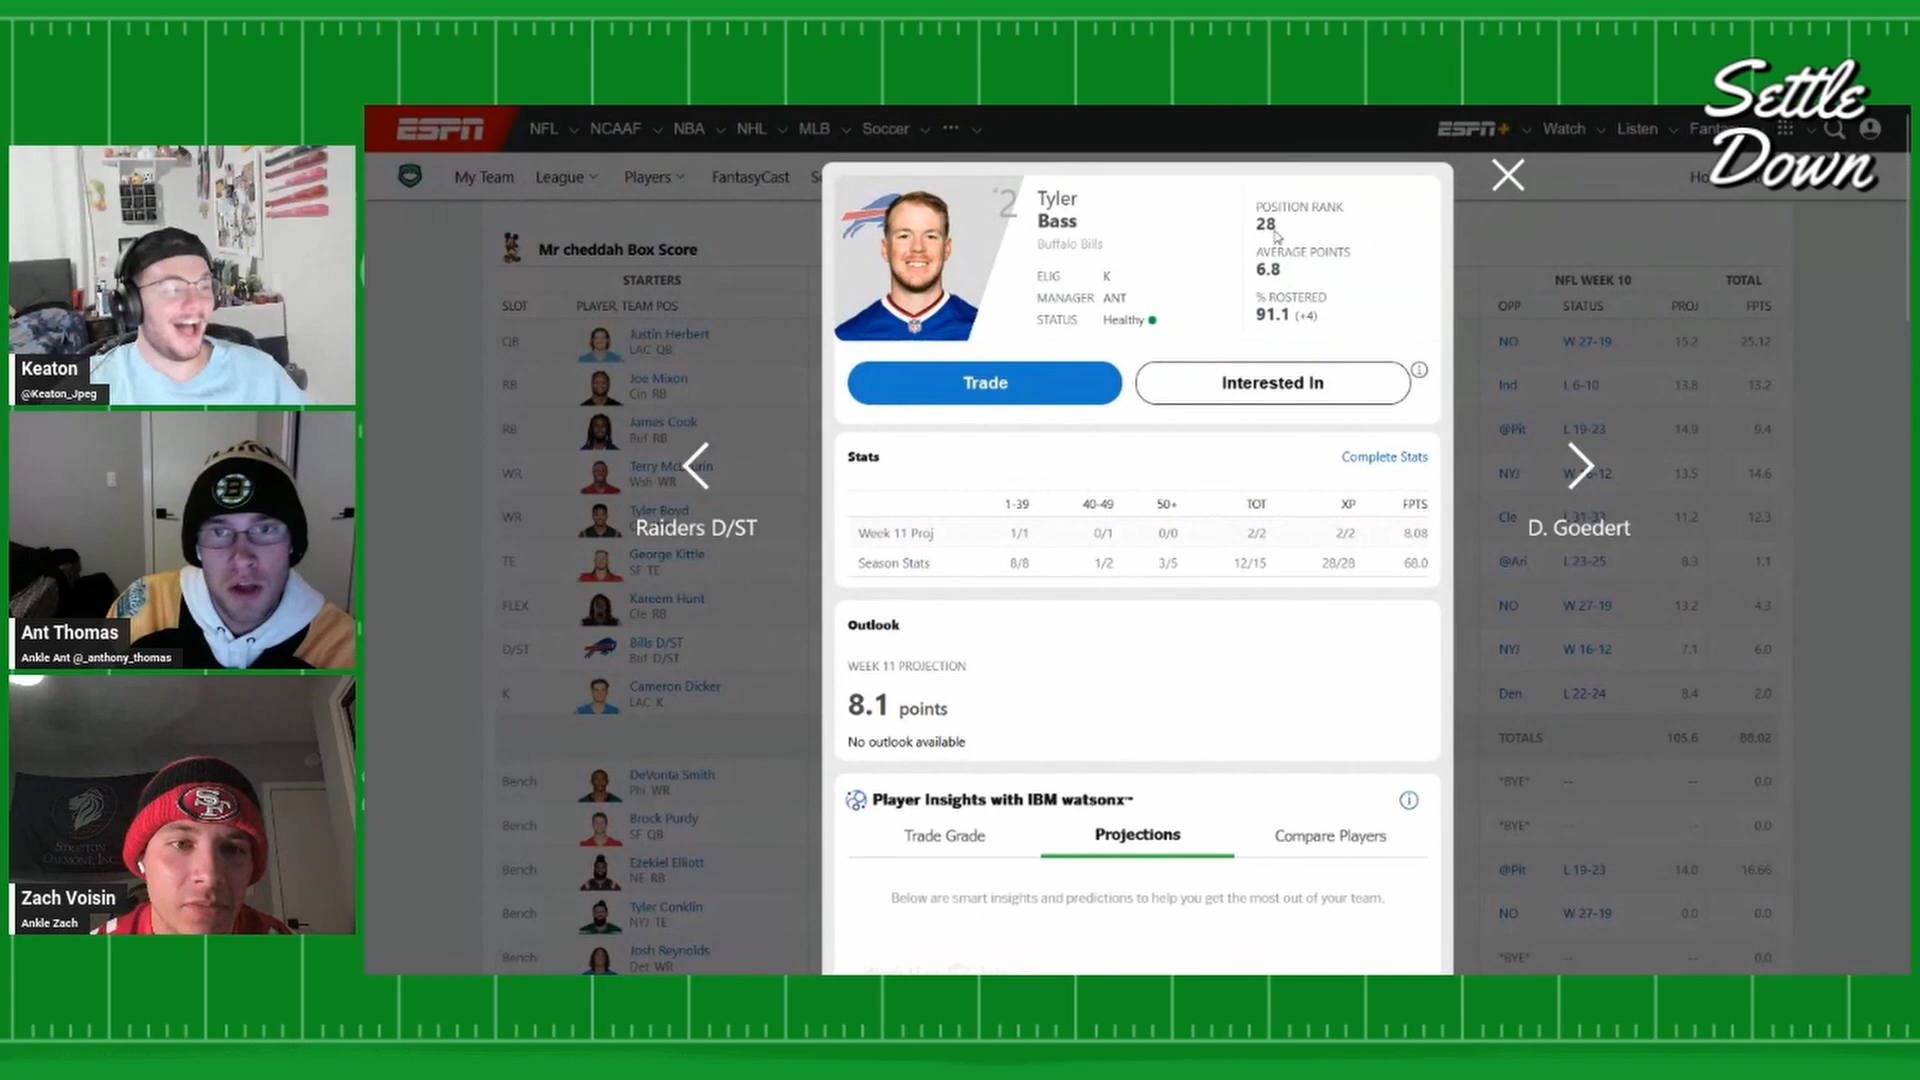 Settle
Down
ESPN
NFL
NCAAF
NBA
NHL
MLB
Soccer
•••
ESPN+
Watch
Listen
My Team
League
Players
FantasyCast
Mr cheddah Box Score
STARTERS
NFL WEEK 10
TOTAL
SLOT
PLAYER, TEAM POS
OPP
STATUS
PROJ
FPTS
QB
Justin Herbert
LAC QB
NO
W 27-19
15.2
25.12
RB
Joe Mixon
Cin RB
Ind
L 6-10
13.8
13.2
RB
James Cook
Buf RB
@Pit
L 19-23
14.9
9.4
WR
Terry
Wsh WR
NYJ
13.5
14.6
WR
Tyler Boyd
Cle
L 31-33
11.2
12.3
TE
George Kittle
SF TE
@Ari
L 23-25
8.3
1.1
FLEX
Kareem Hunt
Cle RB
NO
W 27-19
13.2
4.3
D/ST
Bills D/ST
Buf D/ST
NYJ
W 16-12
7.1
6.0
K
Cameron Dicker
LAC K
Den
L 22-24
8.4
2.0
TOTALS
105.6
88.02
Bench
DeVonta Smith
Phi WR
*BYE*
--
--
0.0
Bench
Brock Purdy
SF QB
*BYE*
--
--
0.0
Bench
Ezekiel Elliott
NE RB
@Pit
L 19-23
14.0
16.66
Bench
Tyler Conklin
NYJ TE
NO
W 27-19
0.0
0.0
Bench
Josh Reynolds
Det WR
*BYE*
--
--
0.0
Raiders D/ST
D. Goedert
2
Tyler
Bass
Buffalo Bills
ELIG K
MANAGER ANT
STATUS Healthy
POSITION RANK
28
AVERAGE POINTS
6.8
% ROSTERED
91.1 (+4)
Trade
Interested In
Stats
Complete Stats
1-39 40-49 50+ TOT XP FPTS
Week 11 Proj 1/1 0/1 0/0 2/2 2/2 8.08
Season Stats 8/8 1/2 3/5 12/15 28/28 68.0
Outlook
WEEK 11 PROJECTION
8.1 points
No outlook available
Player Insights with IBM watsonx™
Trade Grade
Projections
Compare Players
Below are smart insights and predictions to help you get the most out of your team.
Keaton
@Keaton_Jpeg
B
Ant Thomas
Ankle Ant @_anthony_thomas
SF
STRATTON
OAKMONT, INC
Zach Voisin
Ankle Zach